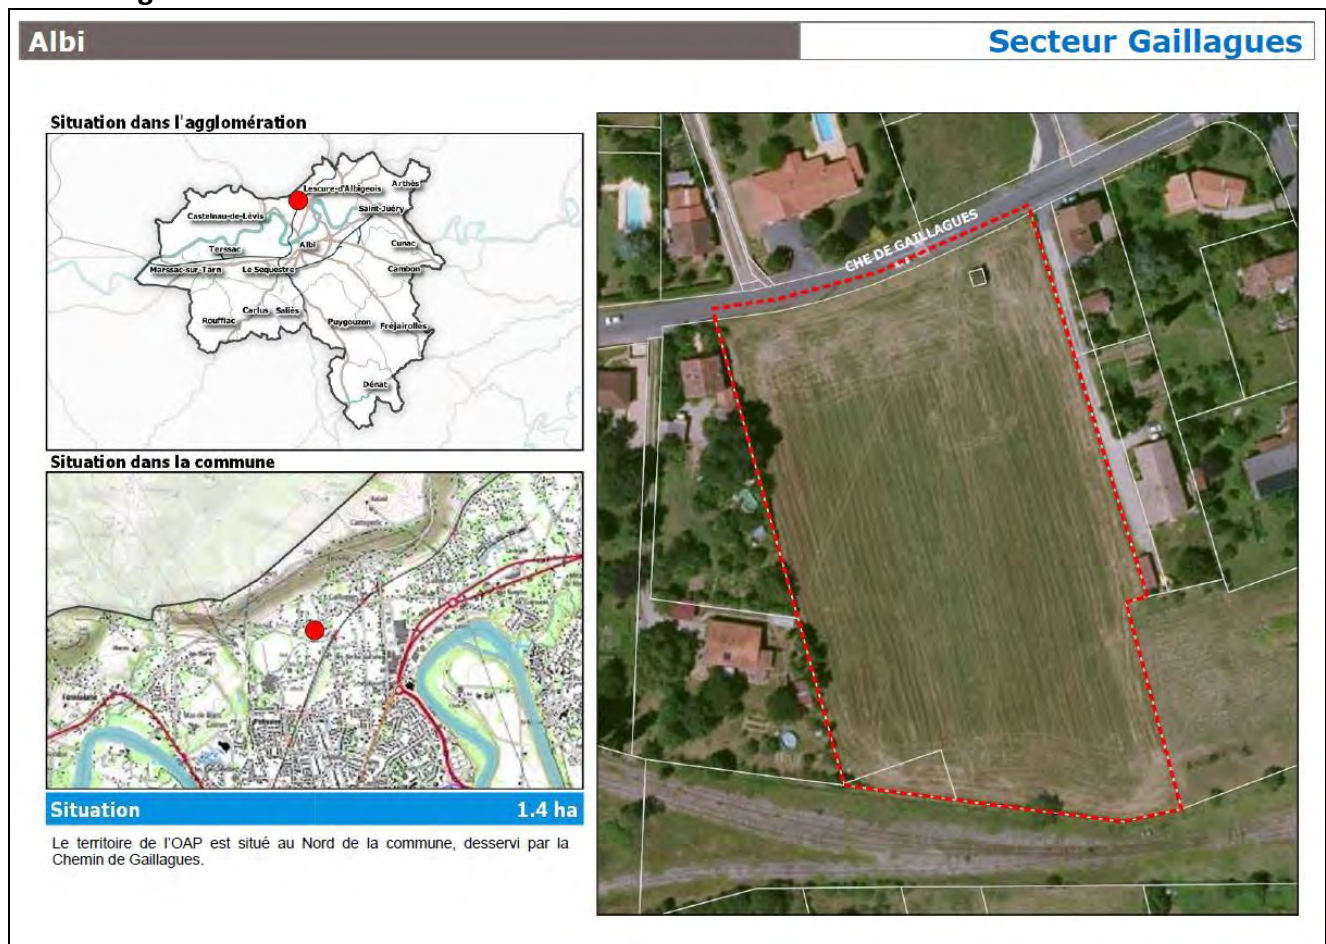 Albi
Secteur Gaillagues
Situation dans l'agglomération
Lescure-d'Albigeois
Arthès
Castelnau-de-Lévis
Saint-Juéry
Terssac
Albi
Cunac
Marssac-sur-Tarn
Le Sequestre
Cambon
Rouffiac
Carlus
Saliès
Puygouzon
Fréjairolles
Dénat
Situation dans la commune
Situation
1.4 ha
Le territoire de l'OAP est situé au Nord de la commune, desservi par la
Chemin de Gaillagues.
CHE DE GAILLAGUES